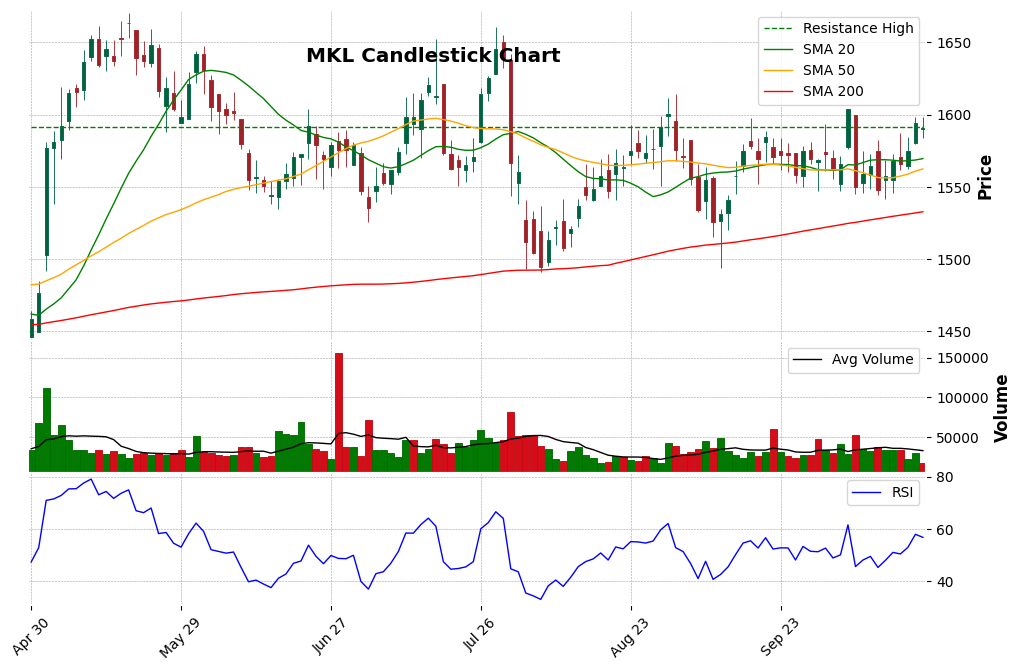 MKL Candlestick Chart
Resistance High
SMA 20
SMA 50
SMA 200
1650
1600
1550
1500
1450
Price
Avg Volume
150000
100000
50000
Volume
RSI
80
60
40
Apr 30
May 29
Jun 27
Jul 26
Aug 23
Sep 23